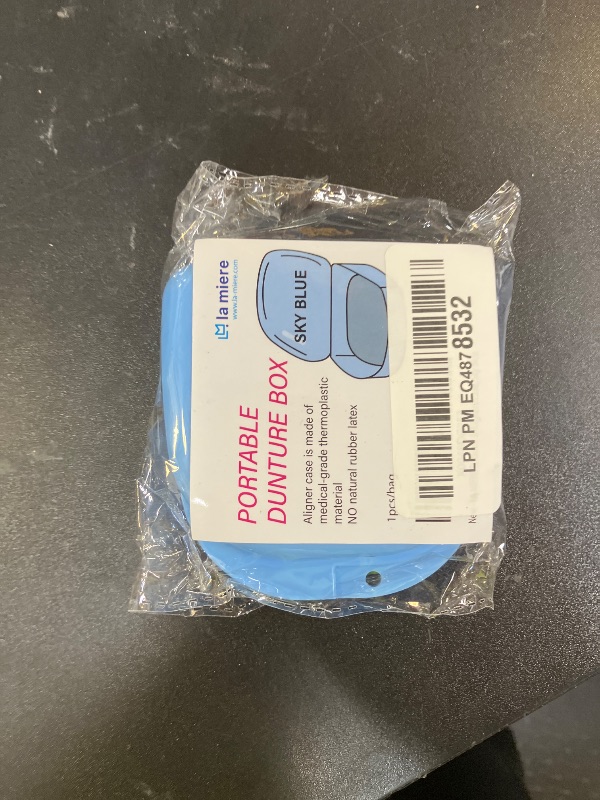 la miere
www.la-miere.com
PORTABLE
DUNTURE BOX
SKY BLUE
Aligner case is made of
medical-grade thermoplastic
material
NO natural rubber latex
1pcs/bag
LPN PM EQ4878532